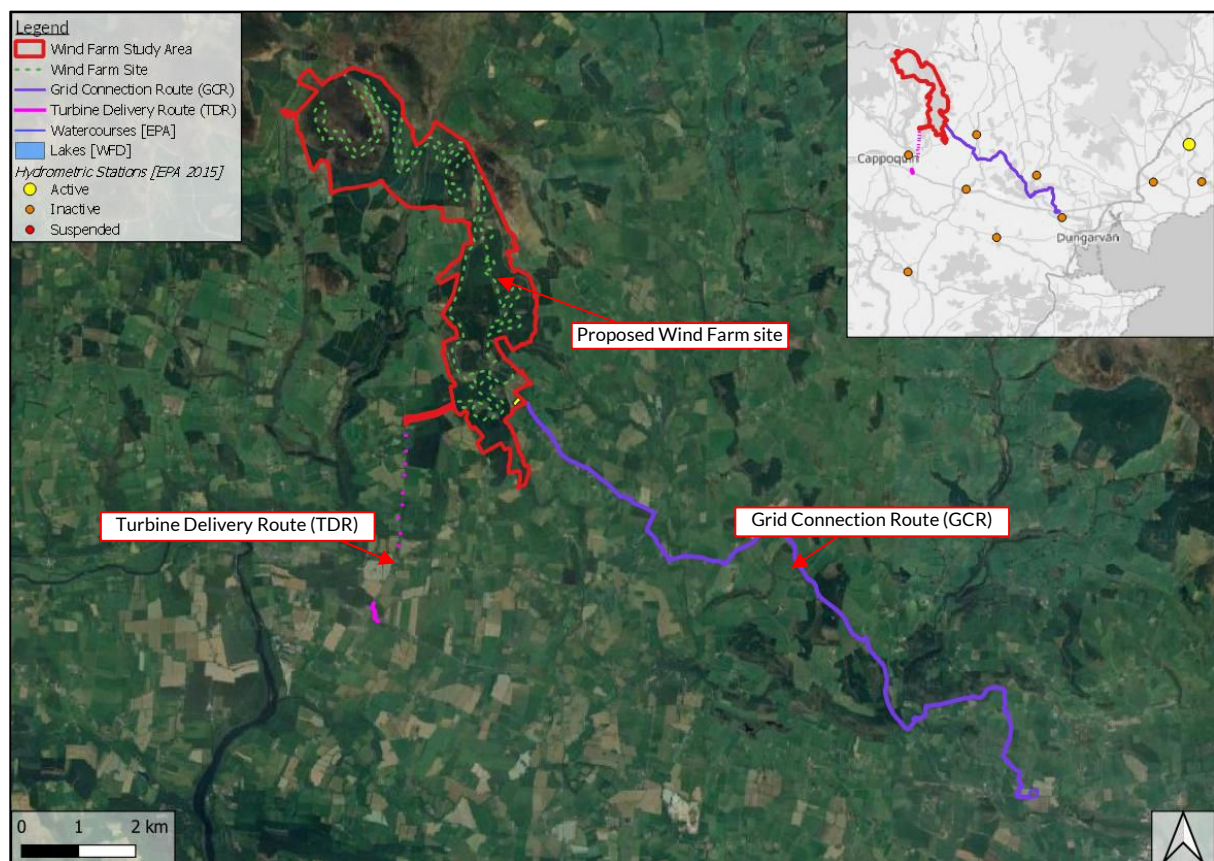 Legend
Wind Farm Study Area
Wind Farm Site
Grid Connection Route (GCR)
Turbine Delivery Route (TDR)
Watercourses [EPA]
Lakes [WFD]
Hydrometric Stations [EPA 2015]
Active
Inactive
Suspended
Cappoquin
Dungarvan
Proposed Wind Farm site
Turbine Delivery Route (TDR)
Grid Connection Route (GCR)
0 1 2 km